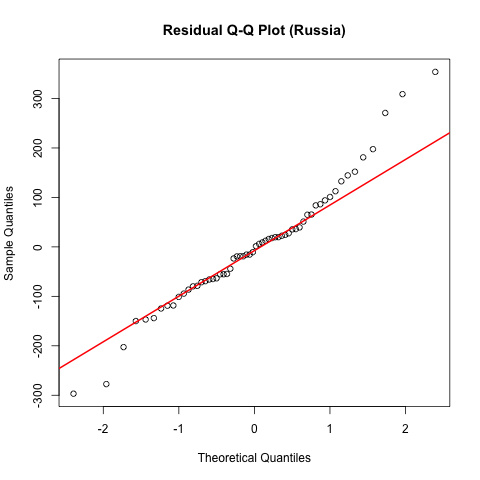 Residual Q-Q Plot (Russia)
300
200
100
0
-100
-200
-300
Sample Quantiles
-2 -1 0 1 2
Theoretical Quantiles